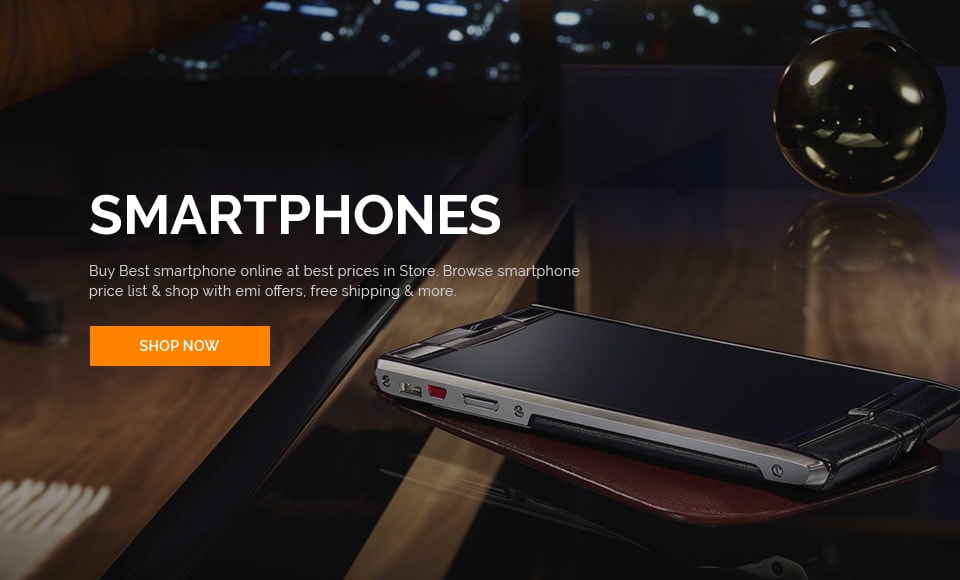 SMARTPHONES
Buy Best smartphone online at best prices in Store. Browse smartphone
price list & shop with emi offers, free shipping & more.
SHOP NOW